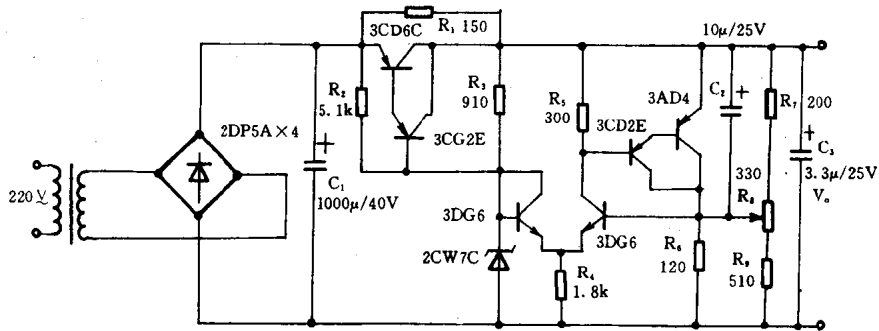 R₁ 150
3CD6C
10μ/25V
R₂
5.1k
R₃
910
R₅
300
3AD4
C₂
+
R₇ 200
2DP5A×4
3CG2E
3CD2E
+
C₁
1000μ/40V
+
C₃
3.3μ/25V
220V
330
R₈
Vₒ
3DG6
3DG6
2CW7C
R₄
1.8k
R₆
120
R₉
510